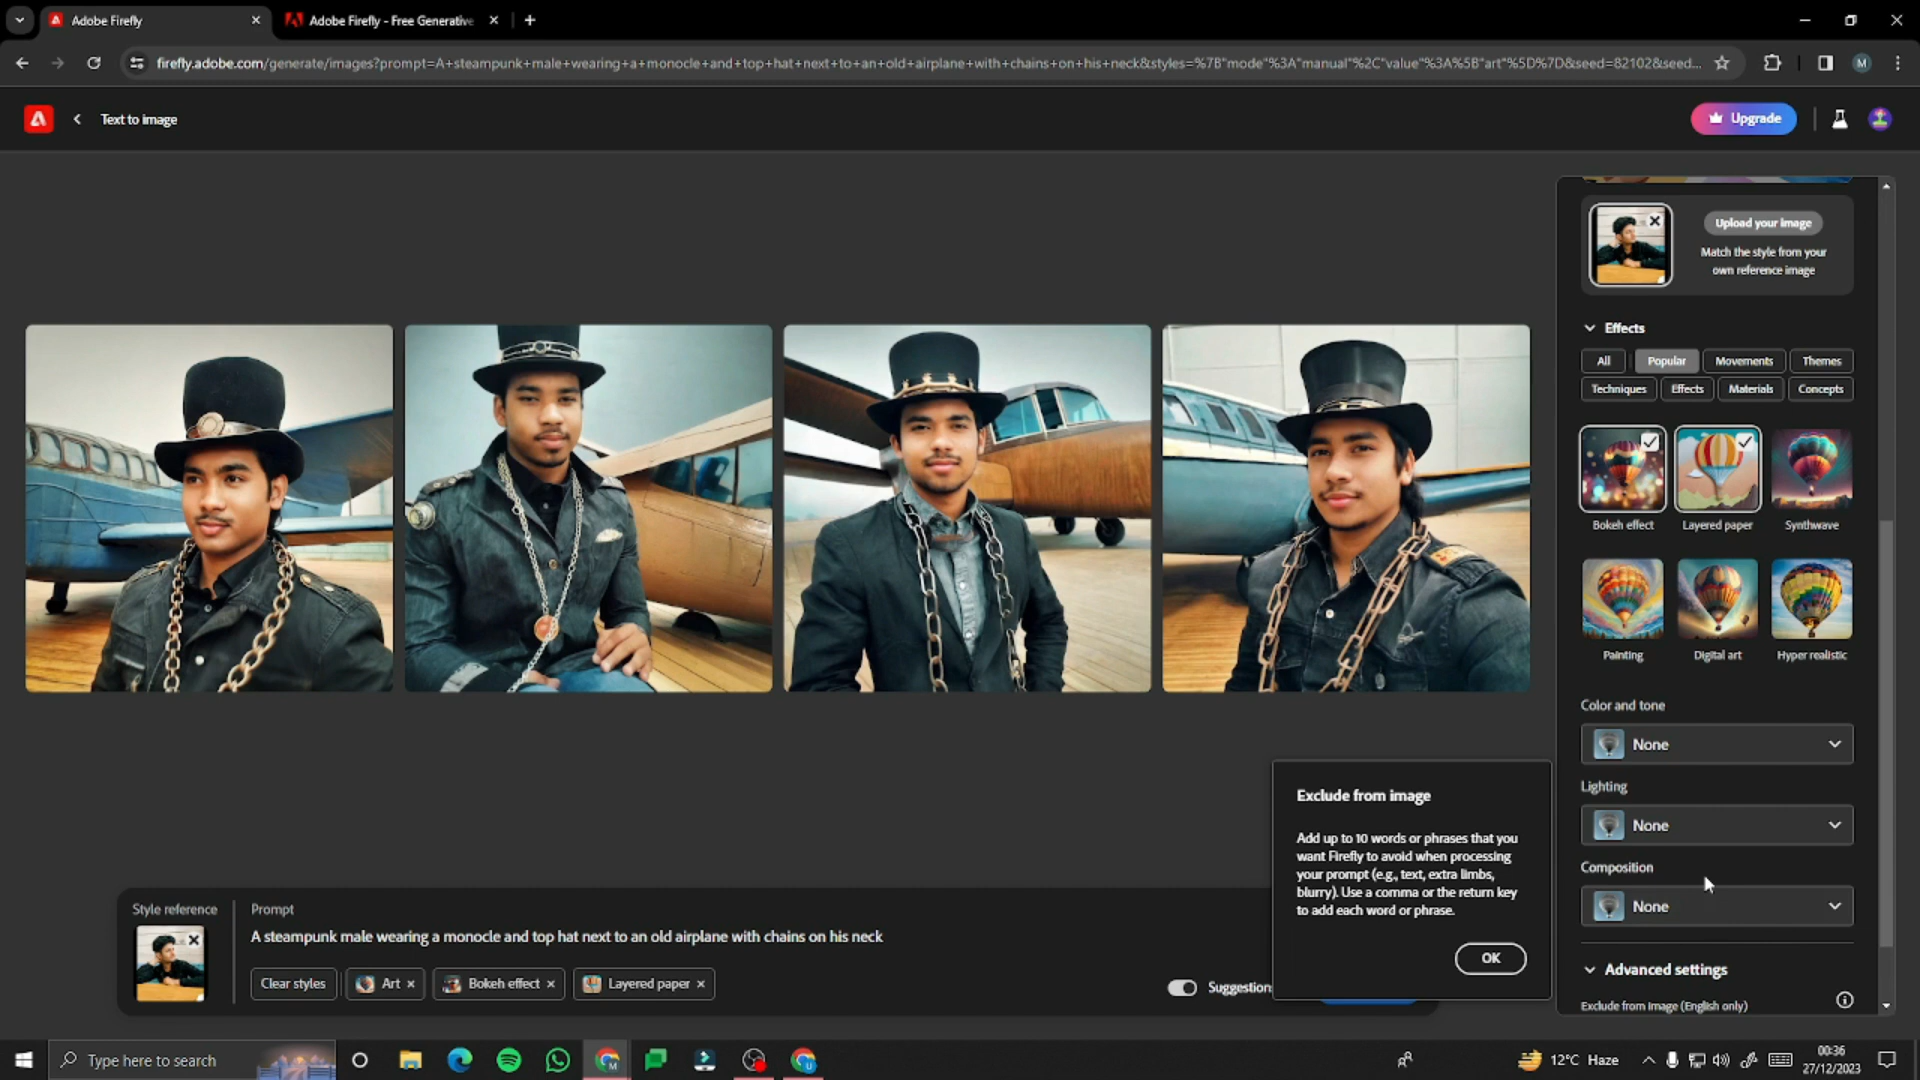 Adobe Firefly
Adobe Firefly - Free Generative
firefly.adobe.com/generate/images?prompt=A+steampunk+male+wearing+a+monocle+and+top+hat+next+to+an+old+airplane+with+chains+on+his+neck&styles=%7B"mode"%3A"manual"%2C"value"%3A%5B"art"%5D%7D&seed=82102&seed...
M
Text to image
Upgrade
Upload your image
Match the style from your
own reference image
Effects
All
Popular
Movements
Themes
Techniques
Effects
Materials
Concepts
Bokeh effect
Layered paper
Synthwave
Painting
Digital art
Hyper realistic
Color and tone
None
Lighting
None
Composition
None
Advanced settings
Exclude from image (English only)
Exclude from image
Add up to 10 words or phrases that you
want Firefly to avoid when processing
your prompt (e.g., text, extra limbs,
blurry). Use a comma or the return key
to add each word or phrase.
OK
Style reference
Prompt
A steampunk male wearing a monocle and top hat next to an old airplane with chains on his neck
Clear styles
Art
Bokeh effect
Layered paper
Suggestions
Type here to search
12°C Haze
00:36
27/12/2023